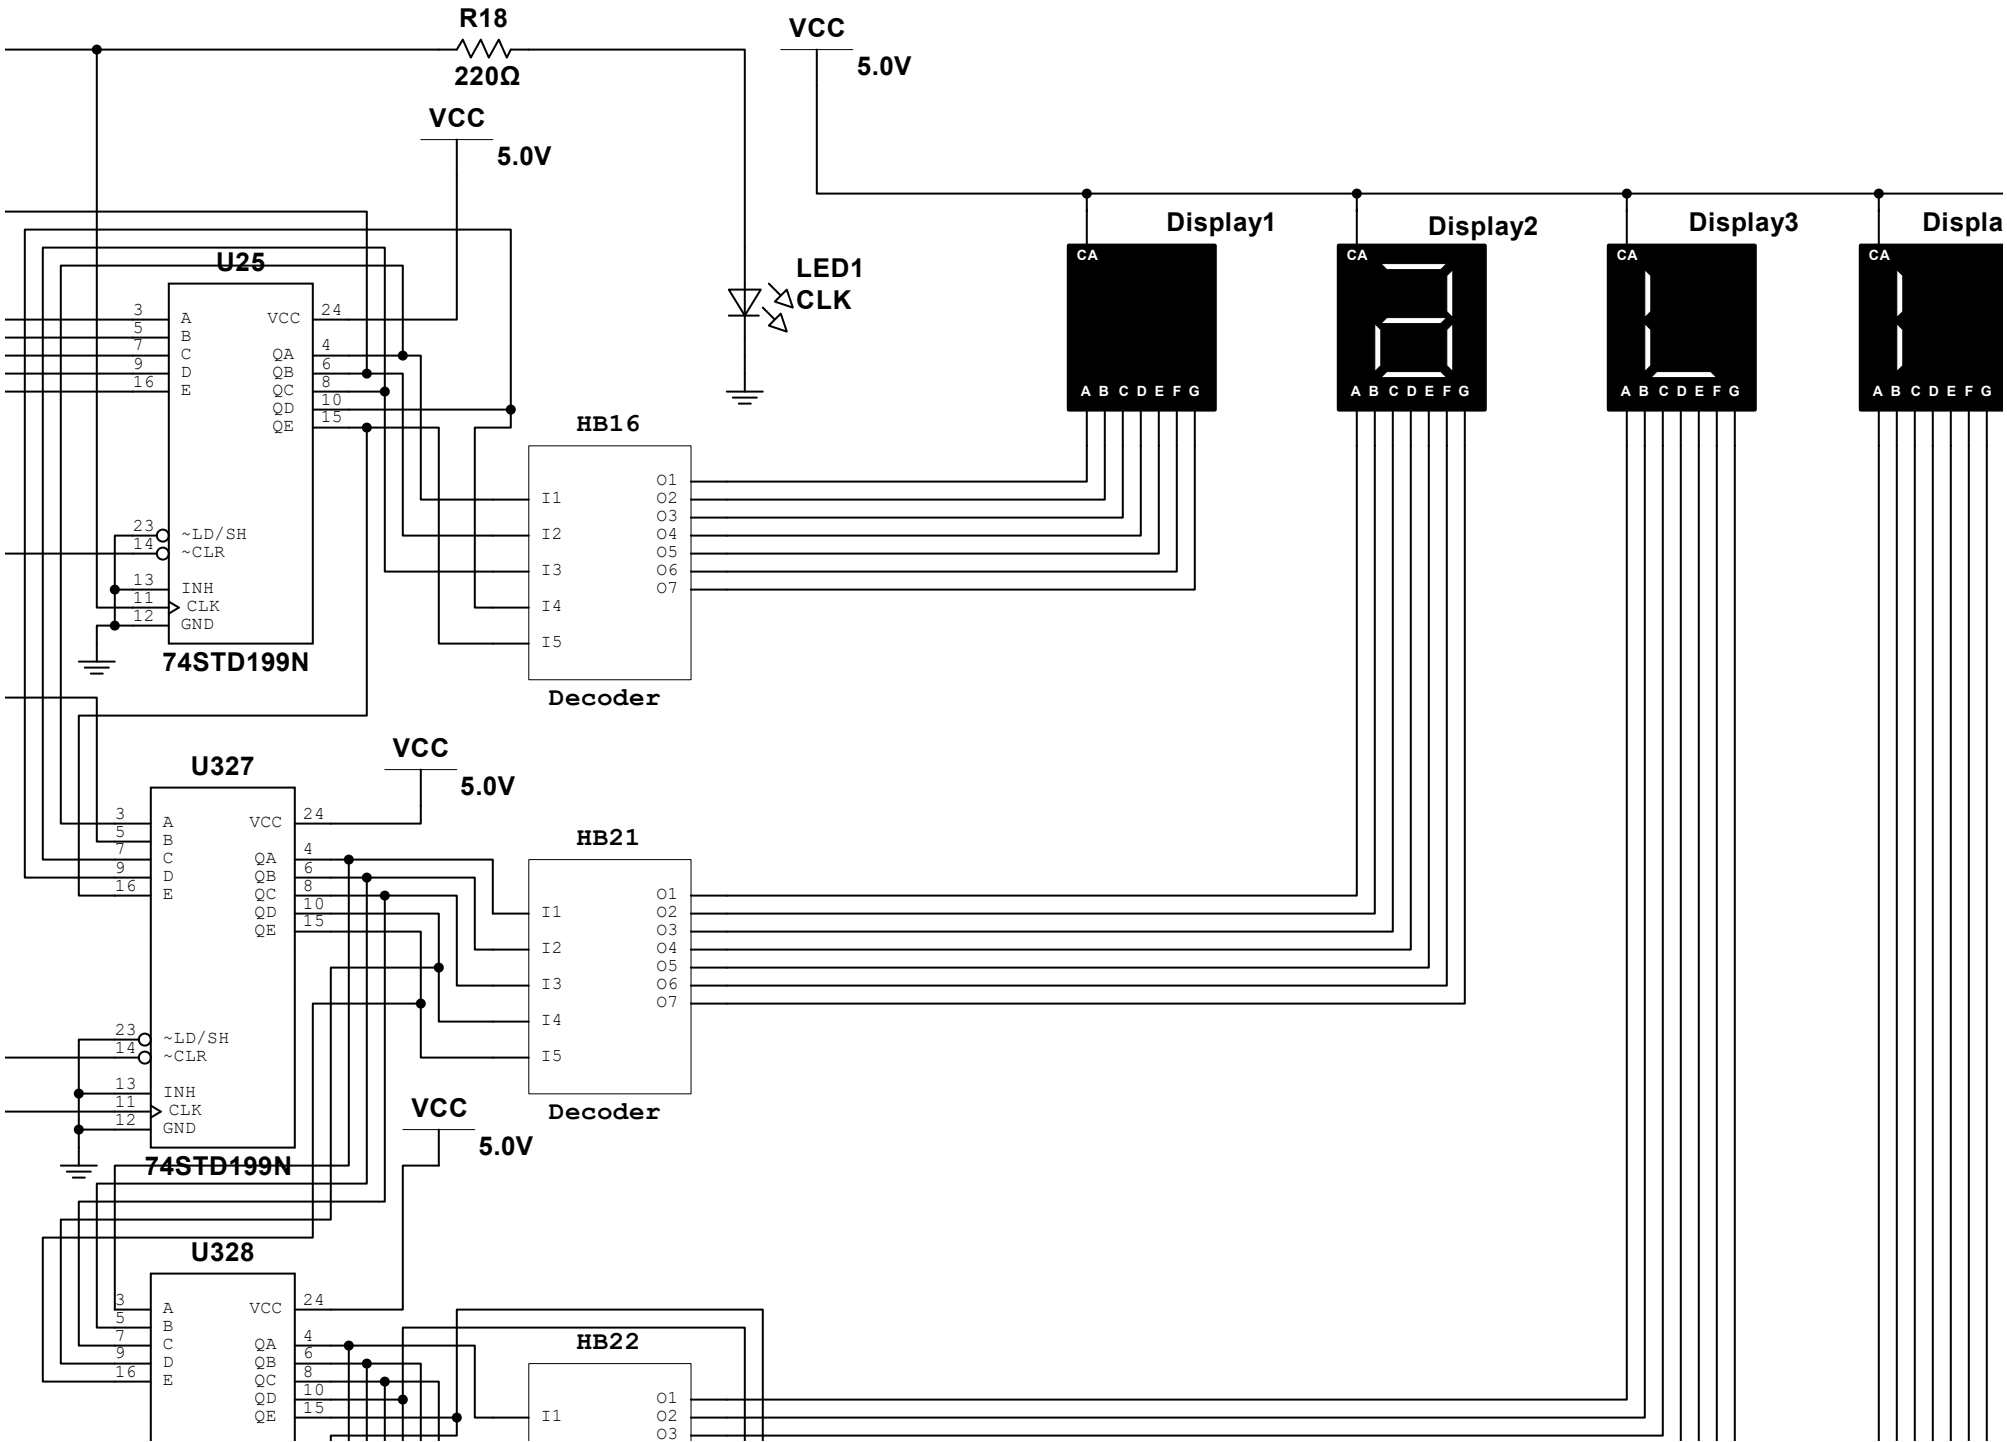 R18
220Ω
VCC
5.0V
VCC
5.0V
LED1
CLK
Display1
Display2
Display3
Displa
CA
CA
CA
CA
A B C D E F G
A B C D E F G
A B C D E F G
A B C D E F G
U25
3 A VCC 24
5 B
7 C QA 4
9 D QB 6
16 E QC 8
QD 10
QE 15
23 ~LD/SH
14 ~CLR
13 INH
11 CLK
12 GND
74STD199N
HB16
O1
I1 O2
O3
I2 O4
O5
I3 O6
O7
I4
I5
Decoder
U327
VCC
5.0V
3 A VCC 24
5 B
7 C QA 4
9 D QB 6
16 E QC 8
QD 10
QE 15
23 ~LD/SH
14 ~CLR
13 INH
11 CLK
12 GND
74STD199N
HB21
O1
I1 O2
O3
I2 O4
O5
I3 O6
O7
I4
I5
Decoder
VCC
5.0V
U328
3 A VCC 24
5 B
7 C QA 4
9 D QB 6
16 E QC 8
QD 10
QE 15
HB22
O1
I1 O2
O3